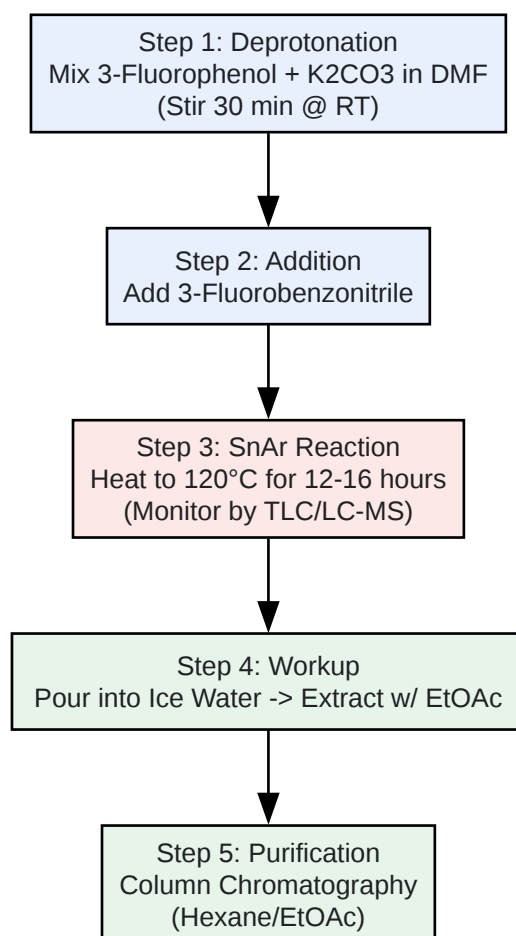 Step 1: Deprotonation
Mix 3-Fluorophenol + K2CO3 in DMF
(Stir 30 min @ RT)
Step 2: Addition
Add 3-Fluorobenzonitrile
Step 3: SnAr Reaction
Heat to 120°C for 12-16 hours
(Monitor by TLC/LC-MS)
Step 4: Workup
Pour into Ice Water -> Extract w/ EtOAc
Step 5: Purification
Column Chromatography
(Hexane/EtOAc)